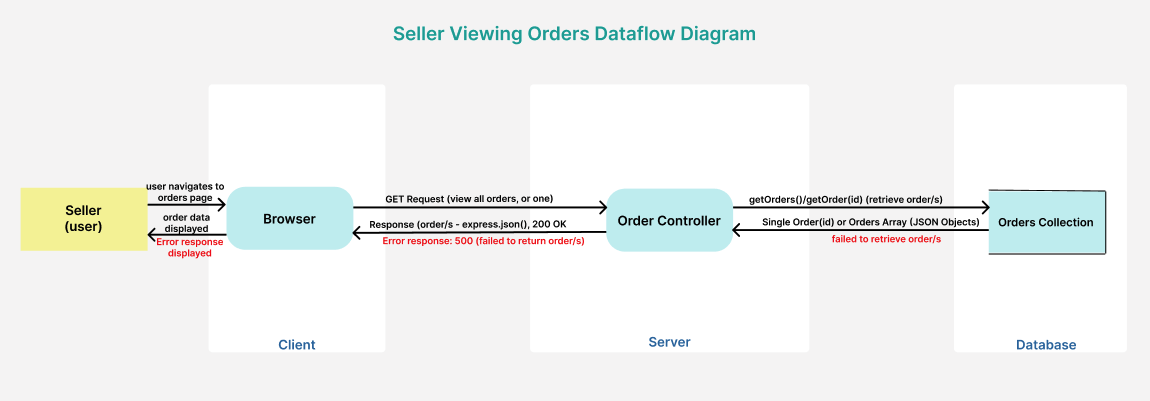 Seller Viewing Orders Dataflow Diagram
user navigates to
orders page
Seller
(user)
order data
displayed
Error response
displayed
Browser
GET Request (view all orders, or one)
Response (order/s - express.json(), 200 OK
Error response: 500 (failed to return order/s)
Order Controller
getOrders()/getOrder(id) (retrieve order/s)
Single Order(id) or Orders Array (JSON Objects)
failed to retrieve order/s
Orders Collection
Client
Server
Database